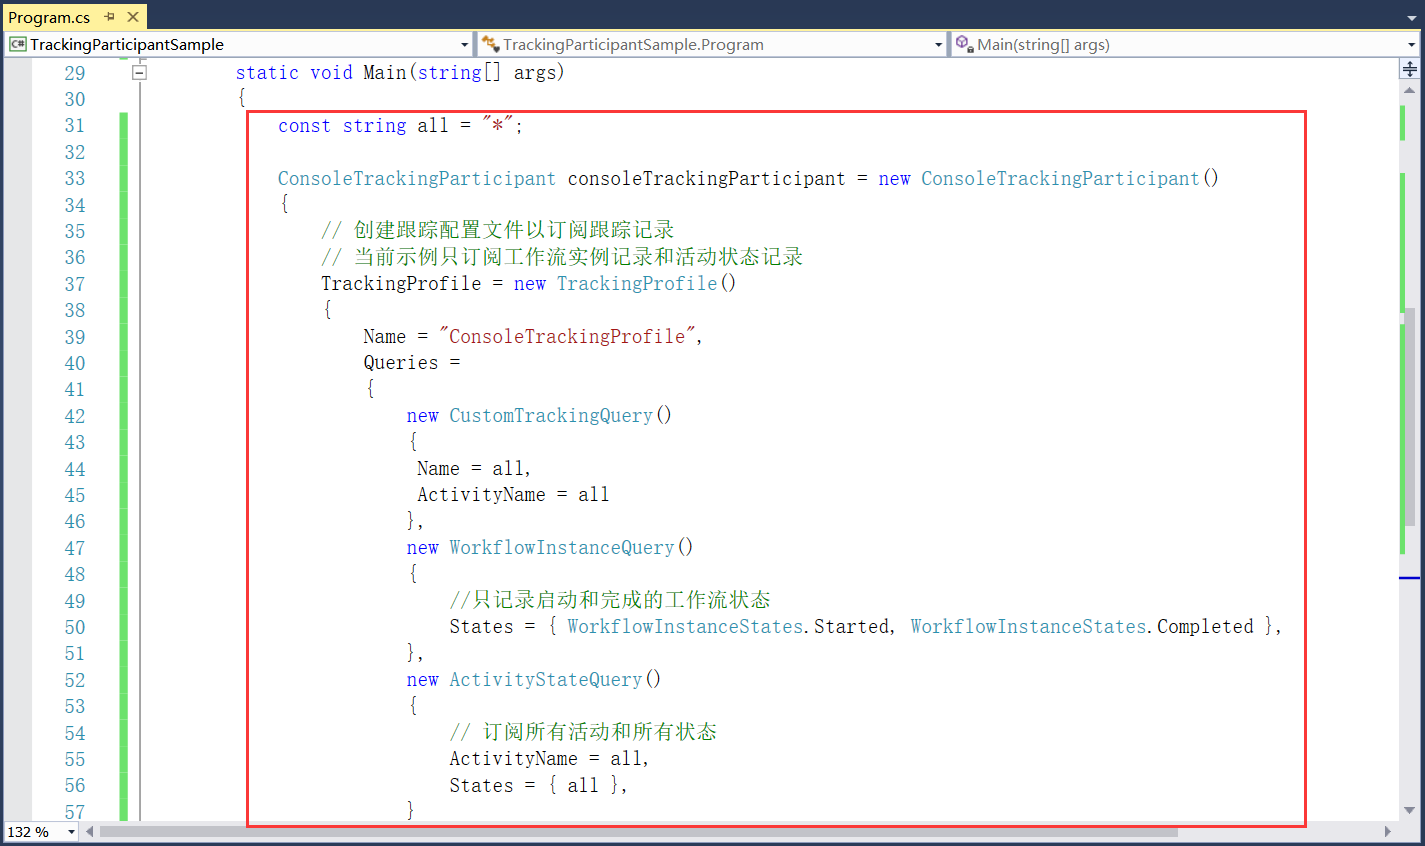 Program.cs
C# TrackingParticipantSample
TrackingParticipantSample.Program
Main(string[] args)
29 static void Main(string[] args)
30 {
31 const string all = "*";
32
33 ConsoleTrackingParticipant consoleTrackingParticipant = new ConsoleTrackingParticipant()
34 {
35 // 创建跟踪配置文件以订阅跟踪记录
36 // 当前示例只订阅工作流实例记录和活动状态记录
37 TrackingProfile = new TrackingProfile()
38 {
39 Name = "ConsoleTrackingProfile",
40 Queries =
41 {
42 new CustomTrackingQuery()
43 {
44 Name = all,
45 ActivityName = all
46 },
47 new WorkflowInstanceQuery()
48 {
49 //只记录启动和完成的工作流状态
50 States = { WorkflowInstanceStates.Started, WorkflowInstanceStates.Completed },
51 },
52 new ActivityStateQuery()
53 {
54 // 订阅所有活动和所有状态
55 ActivityName = all,
56 States = { all },
57 }
132 %